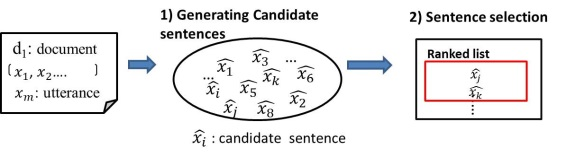 1) Generating Candidate
sentences
2) Sentence selection
d₁: document
{x₁, x₂.... }
xₘ: utterance
x̂₁ x̂₃ ...
... x̂ₖ x̂₆
x̂ᵢ x̂₅
x̂ⱼ x̂₈ x̂₂
x̂ᵢ : candidate sentence
Ranked list
x̂ⱼ
x̂ₖ
⋮